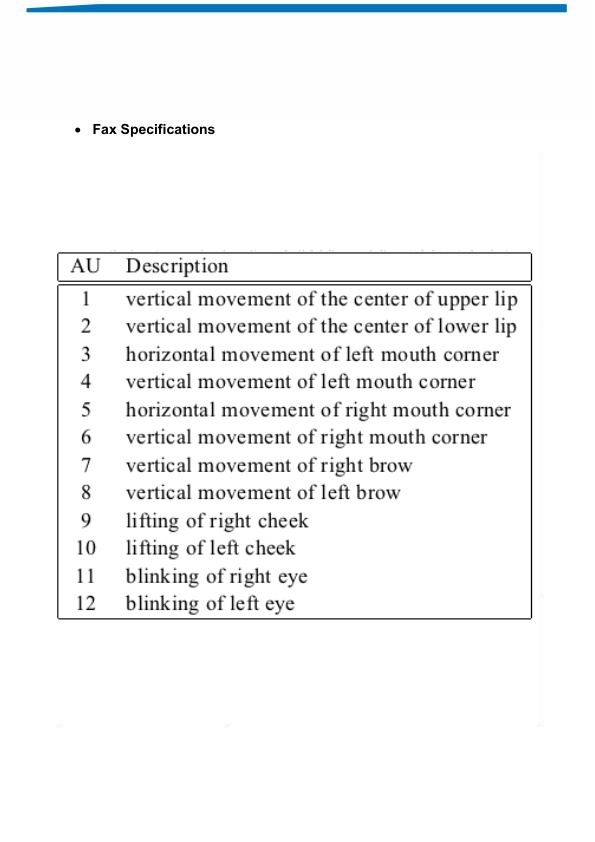 • Fax Specifications
AU Description
1 vertical movement of the center of upper lip
2 vertical movement of the center of lower lip
3 horizontal movement of left mouth corner
4 vertical movement of left mouth corner
5 horizontal movement of right mouth corner
6 vertical movement of right mouth corner
7 vertical movement of right brow
8 vertical movement of left brow
9 lifting of right cheek
10 lifting of left cheek
11 blinking of right eye
12 blinking of left eye